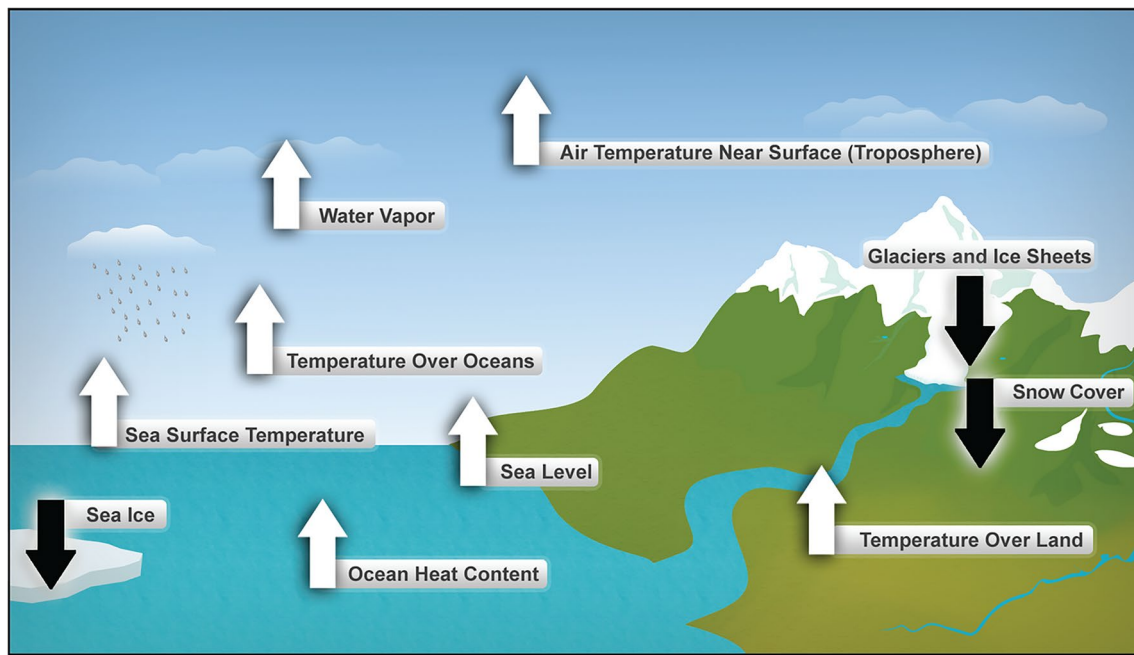 Air Temperature Near Surface (Troposphere)
Water Vapor
Glaciers and Ice Sheets
Temperature Over Oceans
Snow Cover
Sea Surface Temperature
Sea Level
Sea Ice
Temperature Over Land
Ocean Heat Content